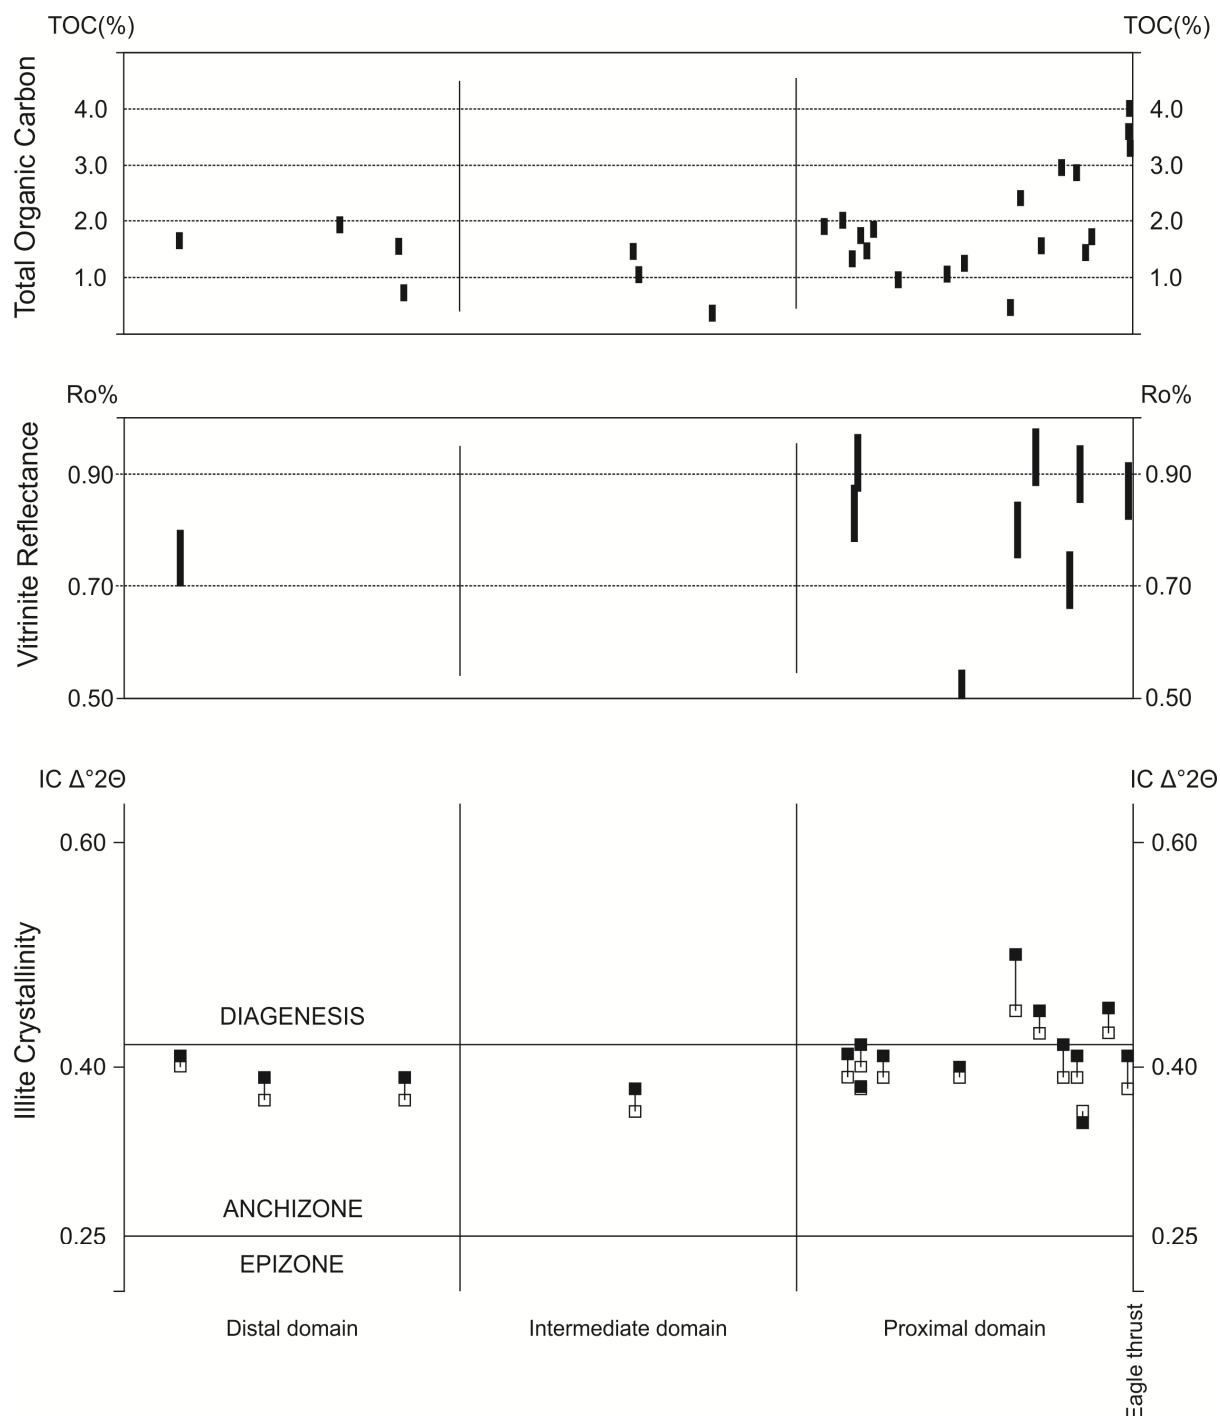 TOC(%) TOC(%)
Total Organic Carbon
4.0 4.0
3.0 3.0
2.0 2.0
1.0 1.0
Ro% Ro%
Vitrinite Reflectance
0.90 0.90
0.70 0.70
0.50 0.50
IC Δ°2Θ IC Δ°2Θ
Illite Crystallinity
0.60 0.60
DIAGENESIS
0.40 0.40
ANCHIZONE
0.25 0.25
EPIZONE
Distal domain Intermediate domain Proximal domain
Eagle thrust